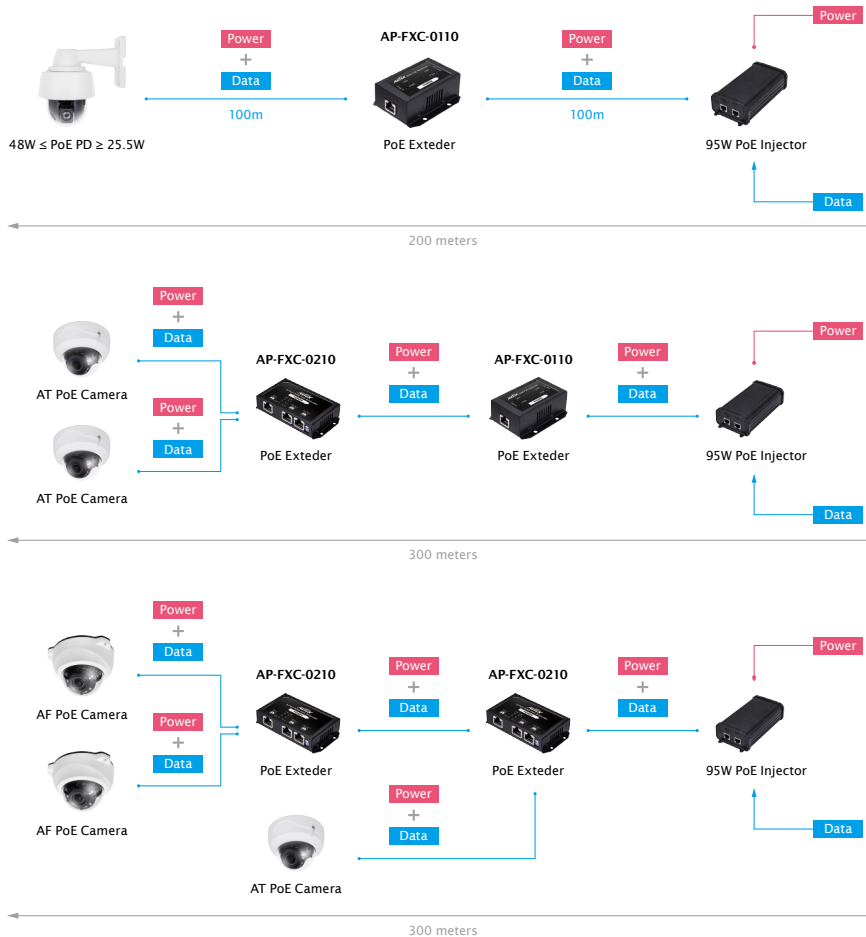 Power
Power
AP-FXC-0110
Power
+
+
Data
Data
100m
100m
48W ≤ PoE PD ≥ 25.5W
PoE Exteder
95W PoE Injector
Data
200 meters
Power
+
Data
Power
AP-FXC-0210
Power
AP-FXC-0110
Power
+
+
Data
Data
AT PoE Camera
Power
+
Data
PoE Exteder
PoE Exteder
95W PoE Injector
AT PoE Camera
Data
300 meters
Power
+
Data
Power
AP-FXC-0210
Power
AP-FXC-0210
Power
+
+
Data
Data
AF PoE Camera
Power
+
Data
PoE Exteder
PoE Exteder
95W PoE Injector
Power
+
Data
AF PoE Camera
Data
AT PoE Camera
300 meters